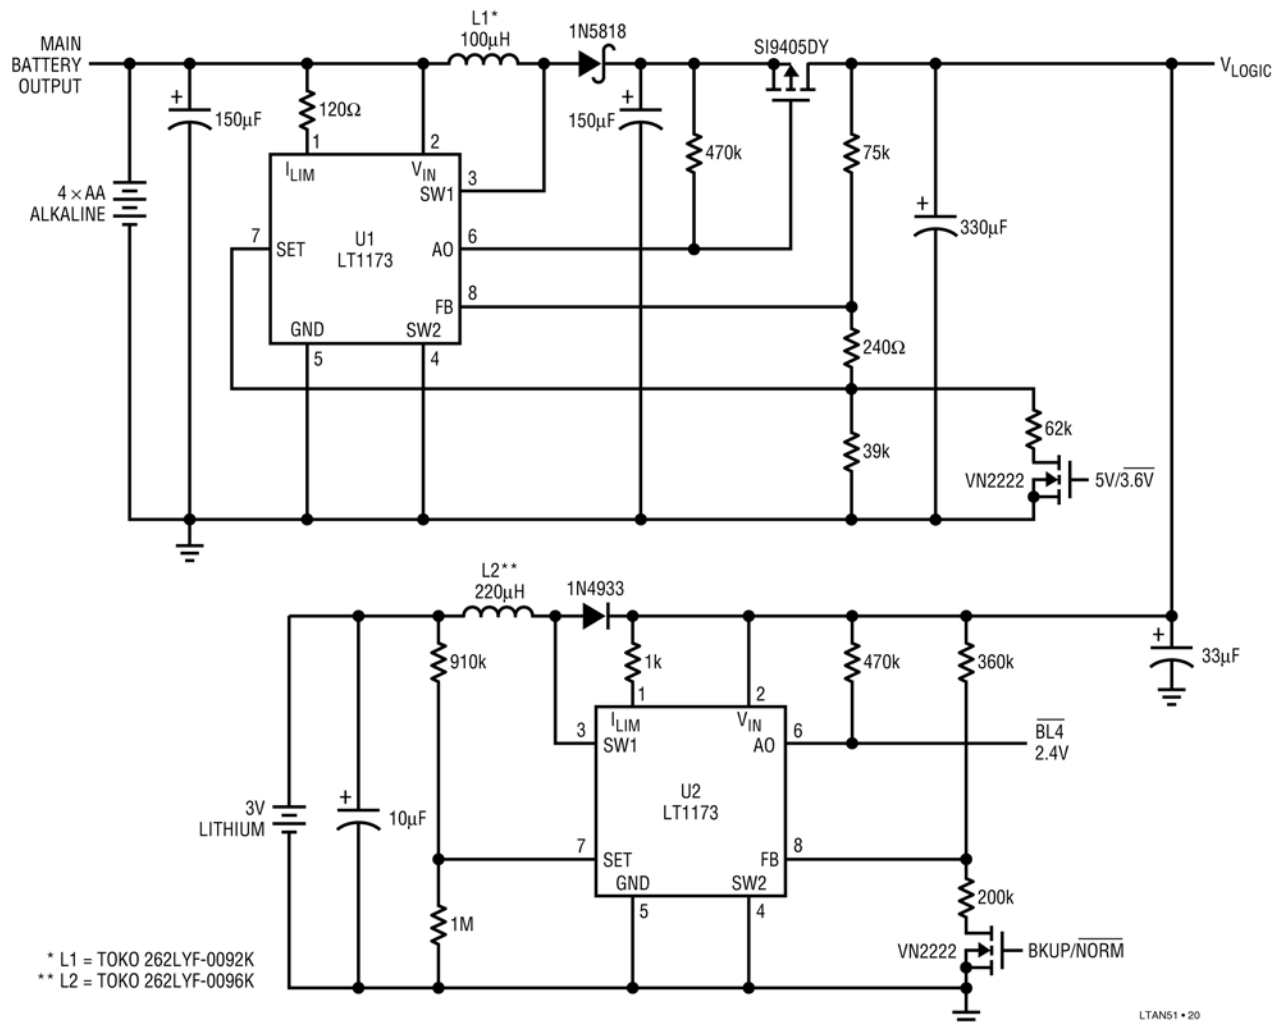 L1*
100µH
1N5818
SI9405DY
MAIN
BATTERY
OUTPUT
VLOGIC
+
150µF
120Ω
+
150µF
470k
75k
1
2
ILIM
VIN
3
SW1
4 × AA
ALKALINE
+
330µF
7
SET
U1
LT1173
6
AO
8
FB
GND
SW2
240Ω
5
4
62k
39k
VN2222
5V/3.6V
L2**
220µH
1N4933
910k
1k
470k
360k
+
33µF
1
2
ILIM
VIN
3
SW1
6
AO
BL4
2.4V
U2
LT1173
3V
LITHIUM
+
10µF
7
SET
8
FB
GND
SW2
200k
5
4
1M
VN2222
BKUP/NORM
* L1 = TOKO 262LYF-0092K
** L2 = TOKO 262LYF-0096K
LTAN51 • 20